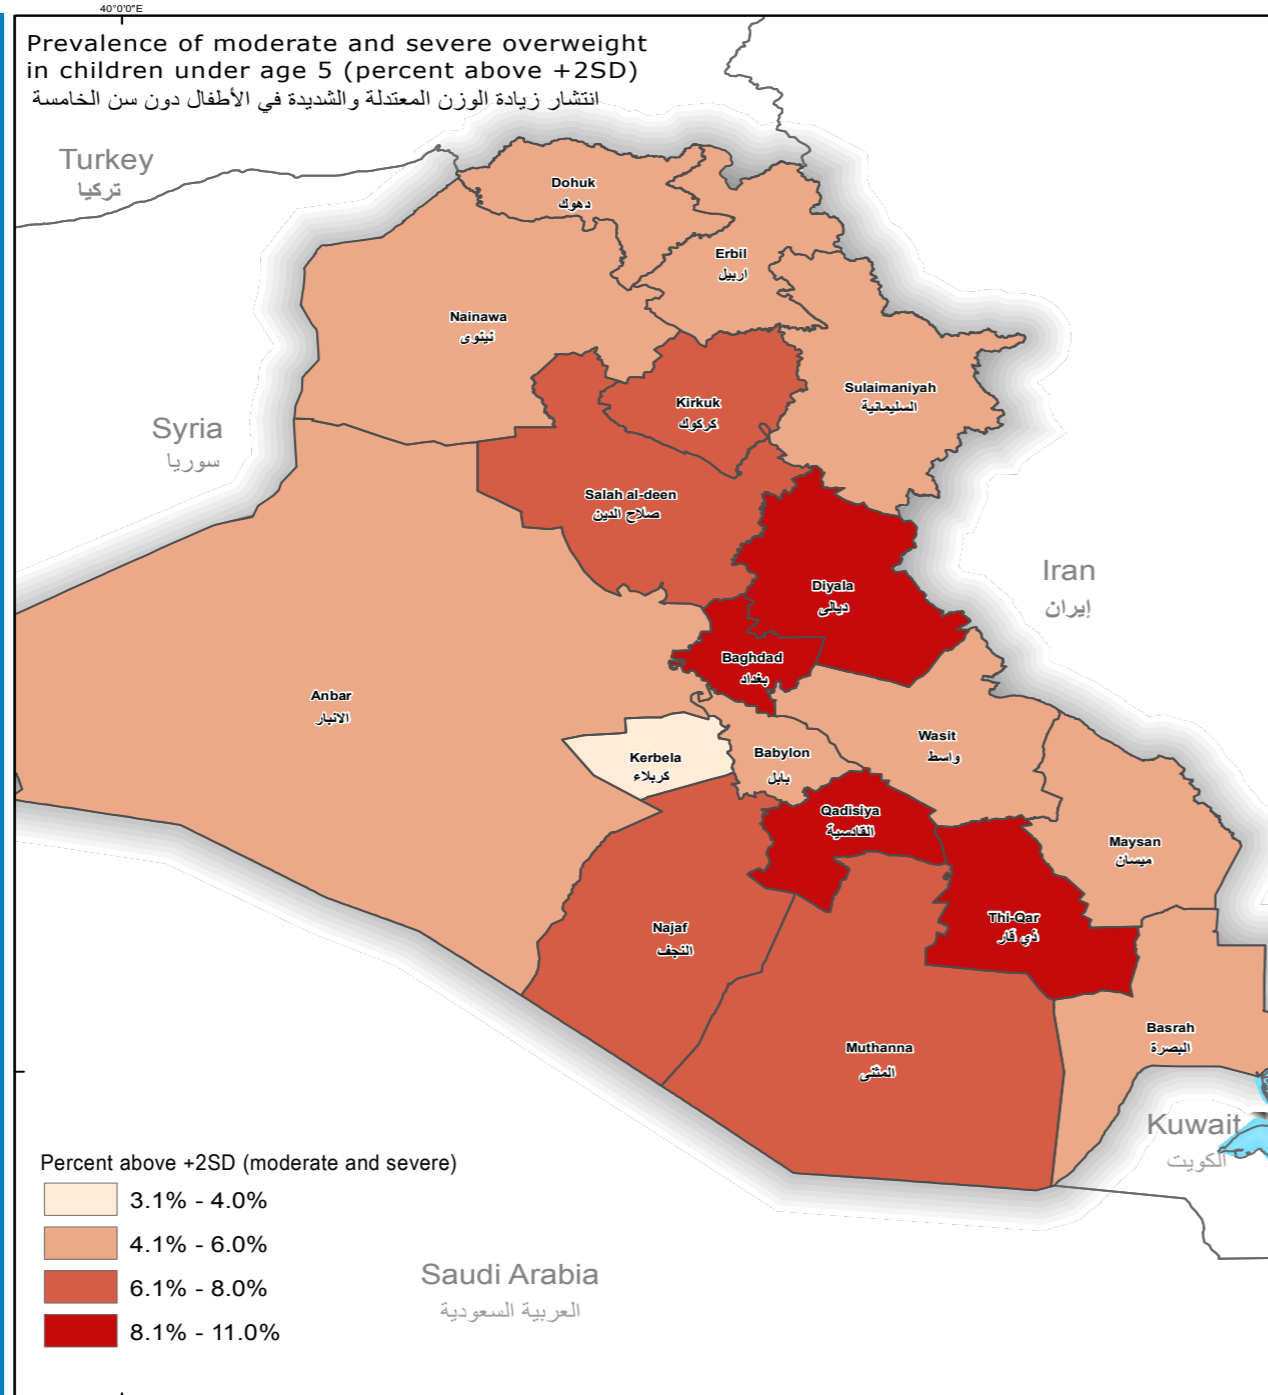 40°0'0"E
Prevalence of moderate and severe overweight
in children under age 5 (percent above +2SD)
انتشار زيادة الوزن المعتدلة والشديدة في الأطفال دون سن الخامسة
Turkey
تركيا
Dohuk
دهوك
Erbil
اربيل
Nainawa
نينوى
Sulaimaniyah
السليمانية
Kirkuk
كركوك
Syria
سوريا
Salah al-deen
صلاح الدين
Iran
إيران
Diyala
ديالى
Baghdad
بغداد
Anbar
الانبار
Wasit
واسط
Kerbela
كربلاء
Babylon
بابل
Qadisiya
القادسية
Maysan
ميسان
Najaf
النجف
Thi-Qar
ذي قار
Basrah
البصرة
Muthanna
المثنى
Kuwait
الكويت
Percent above +2SD (moderate and severe)
3.1% - 4.0%
4.1% - 6.0%
6.1% - 8.0%
8.1% - 11.0%
Saudi Arabia
العربية السعودية